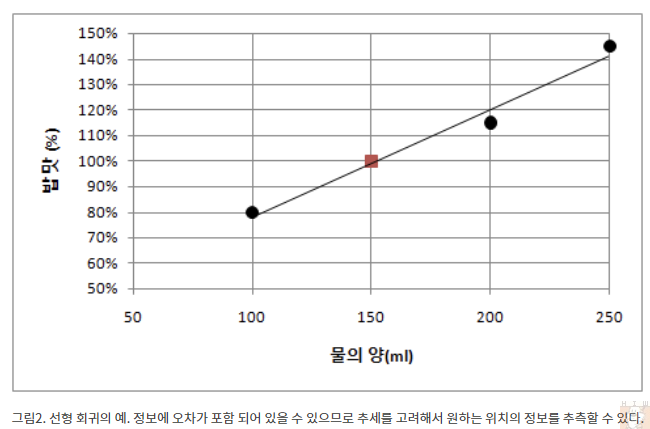 150%
140%
130%
120%
110%
100%
90%
80%
70%
60%
50%
밥맛 (%)
50 100 150 200 250
물의 양(ml)
그림2. 선형 회귀의 예. 정보에 오차가 포함 되어 있을 수 있으므로 추세를 고려해서 원하는 위치의 정보를 추측할 수 있다.